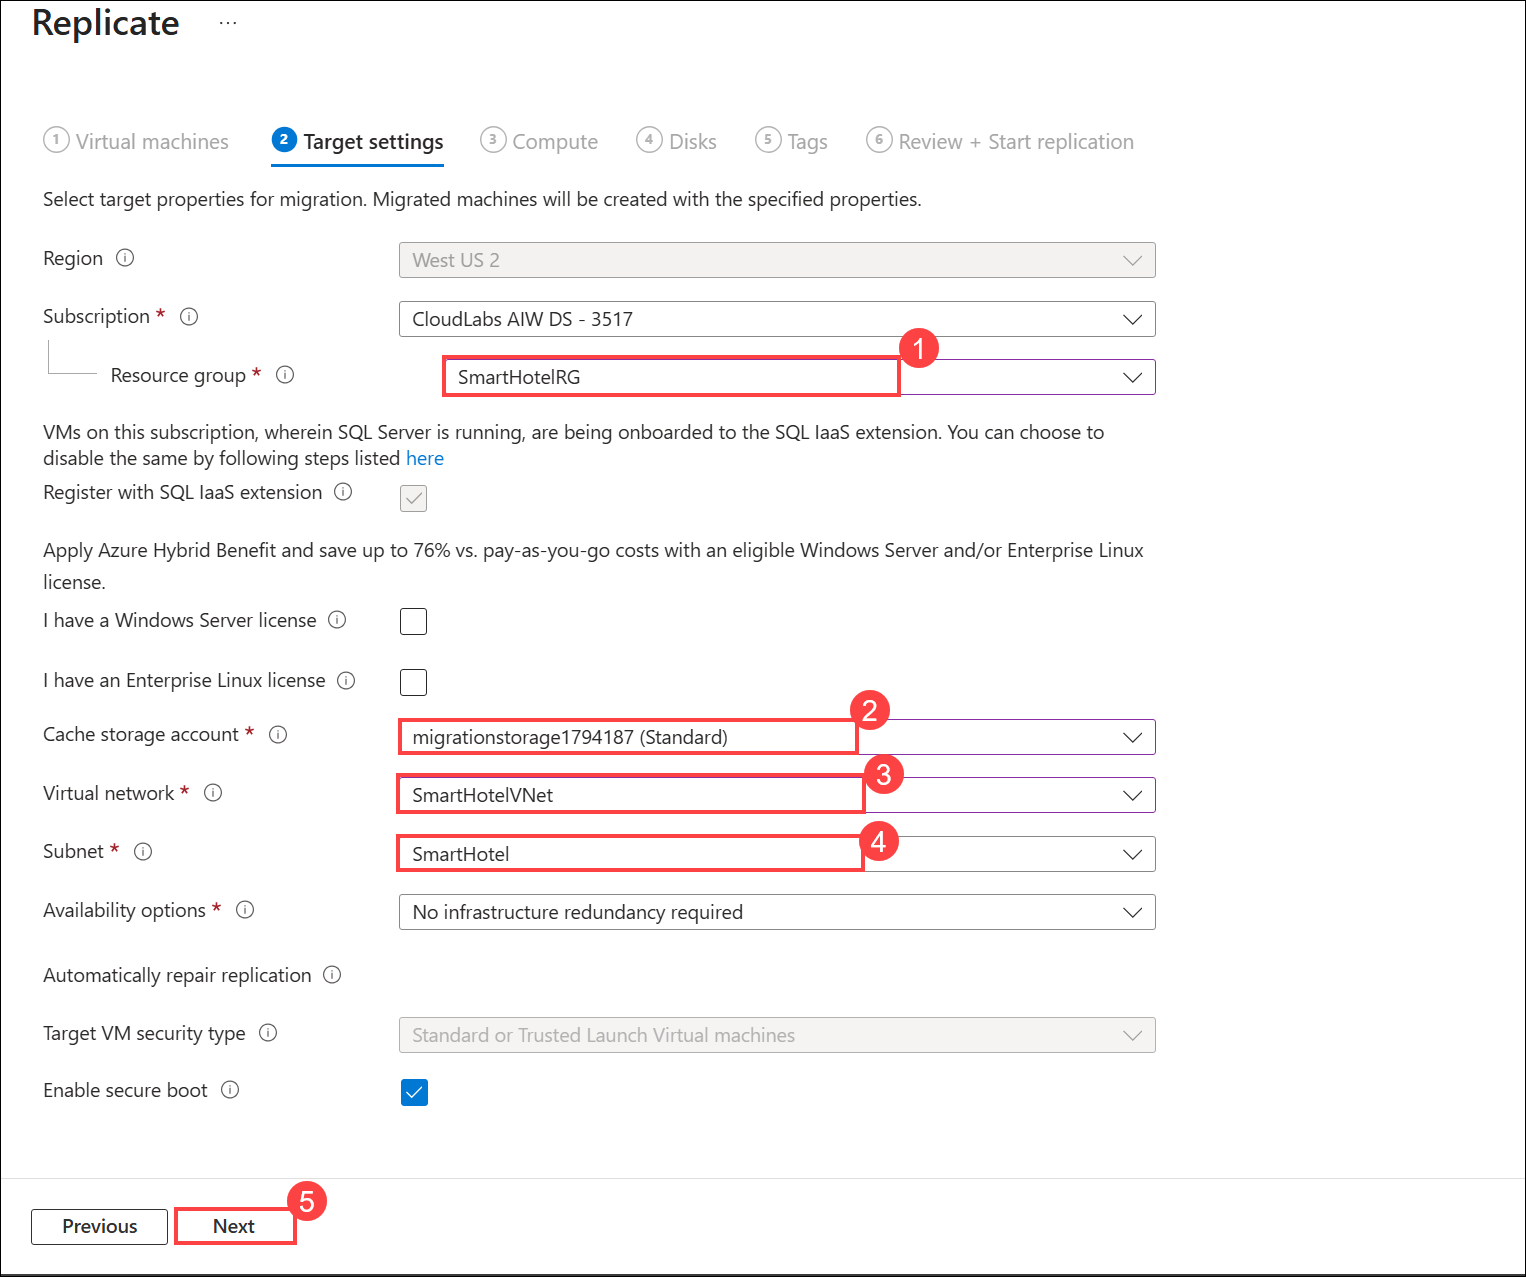 Replicate ...
1 Virtual machines 2 Target settings 3 Compute 4 Disks 5 Tags 6 Review + Start replication
Select target properties for migration. Migrated machines will be created with the specified properties.
Region West US 2
Subscription * CloudLabs AIW DS - 3517
1
Resource group * SmartHotelRG
VMs on this subscription, wherein SQL Server is running, are being onboarded to the SQL IaaS extension. You can choose to
disable the same by following steps listed here
Register with SQL IaaS extension
Apply Azure Hybrid Benefit and save up to 76% vs. pay-as-you-go costs with an eligible Windows Server and/or Enterprise Linux
license.
I have a Windows Server license
I have an Enterprise Linux license
2
Cache storage account * migrationstorage1794187 (Standard)
3
Virtual network * SmartHotelVNet
4
Subnet * SmartHotel
Availability options * No infrastructure redundancy required
Automatically repair replication
Target VM security type Standard or Trusted Launch Virtual machines
Enable secure boot
5
Previous Next